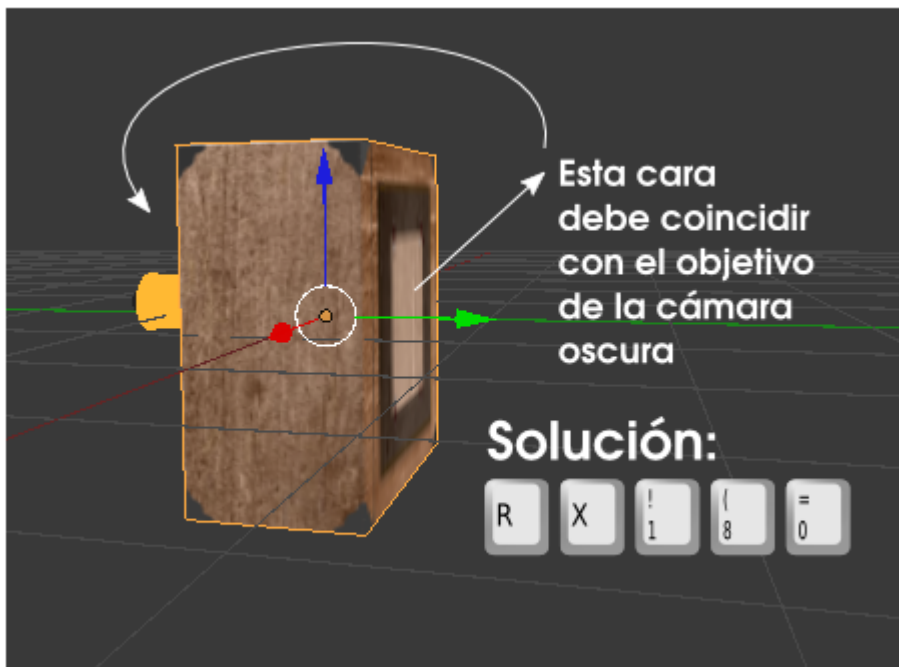 Esta cara
debe coincidir
con el objetivo
de la cámara
oscura
Solución:
R X ! 1 ( 8 = 0